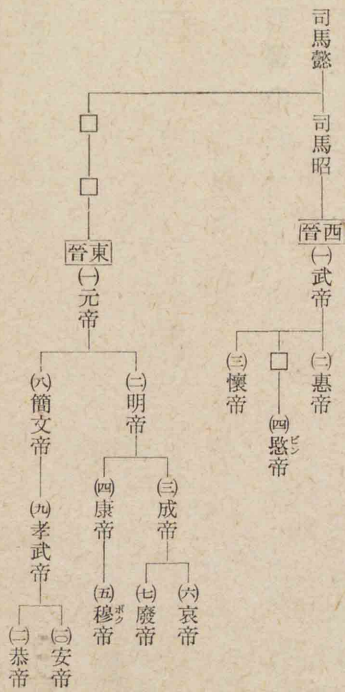 司馬懿
司馬昭
西晉
㈠武帝
㈡惠帝
□
㈣愍帝
ビン
㈢懷帝
□
□
東晉
㈠元帝
㈡明帝
㈢成帝
㈥哀帝
㈦廢帝
㈣康帝
㈤穆帝
ボク
㈧簡文帝
㈨孝武帝
㈩安帝
㈡恭帝